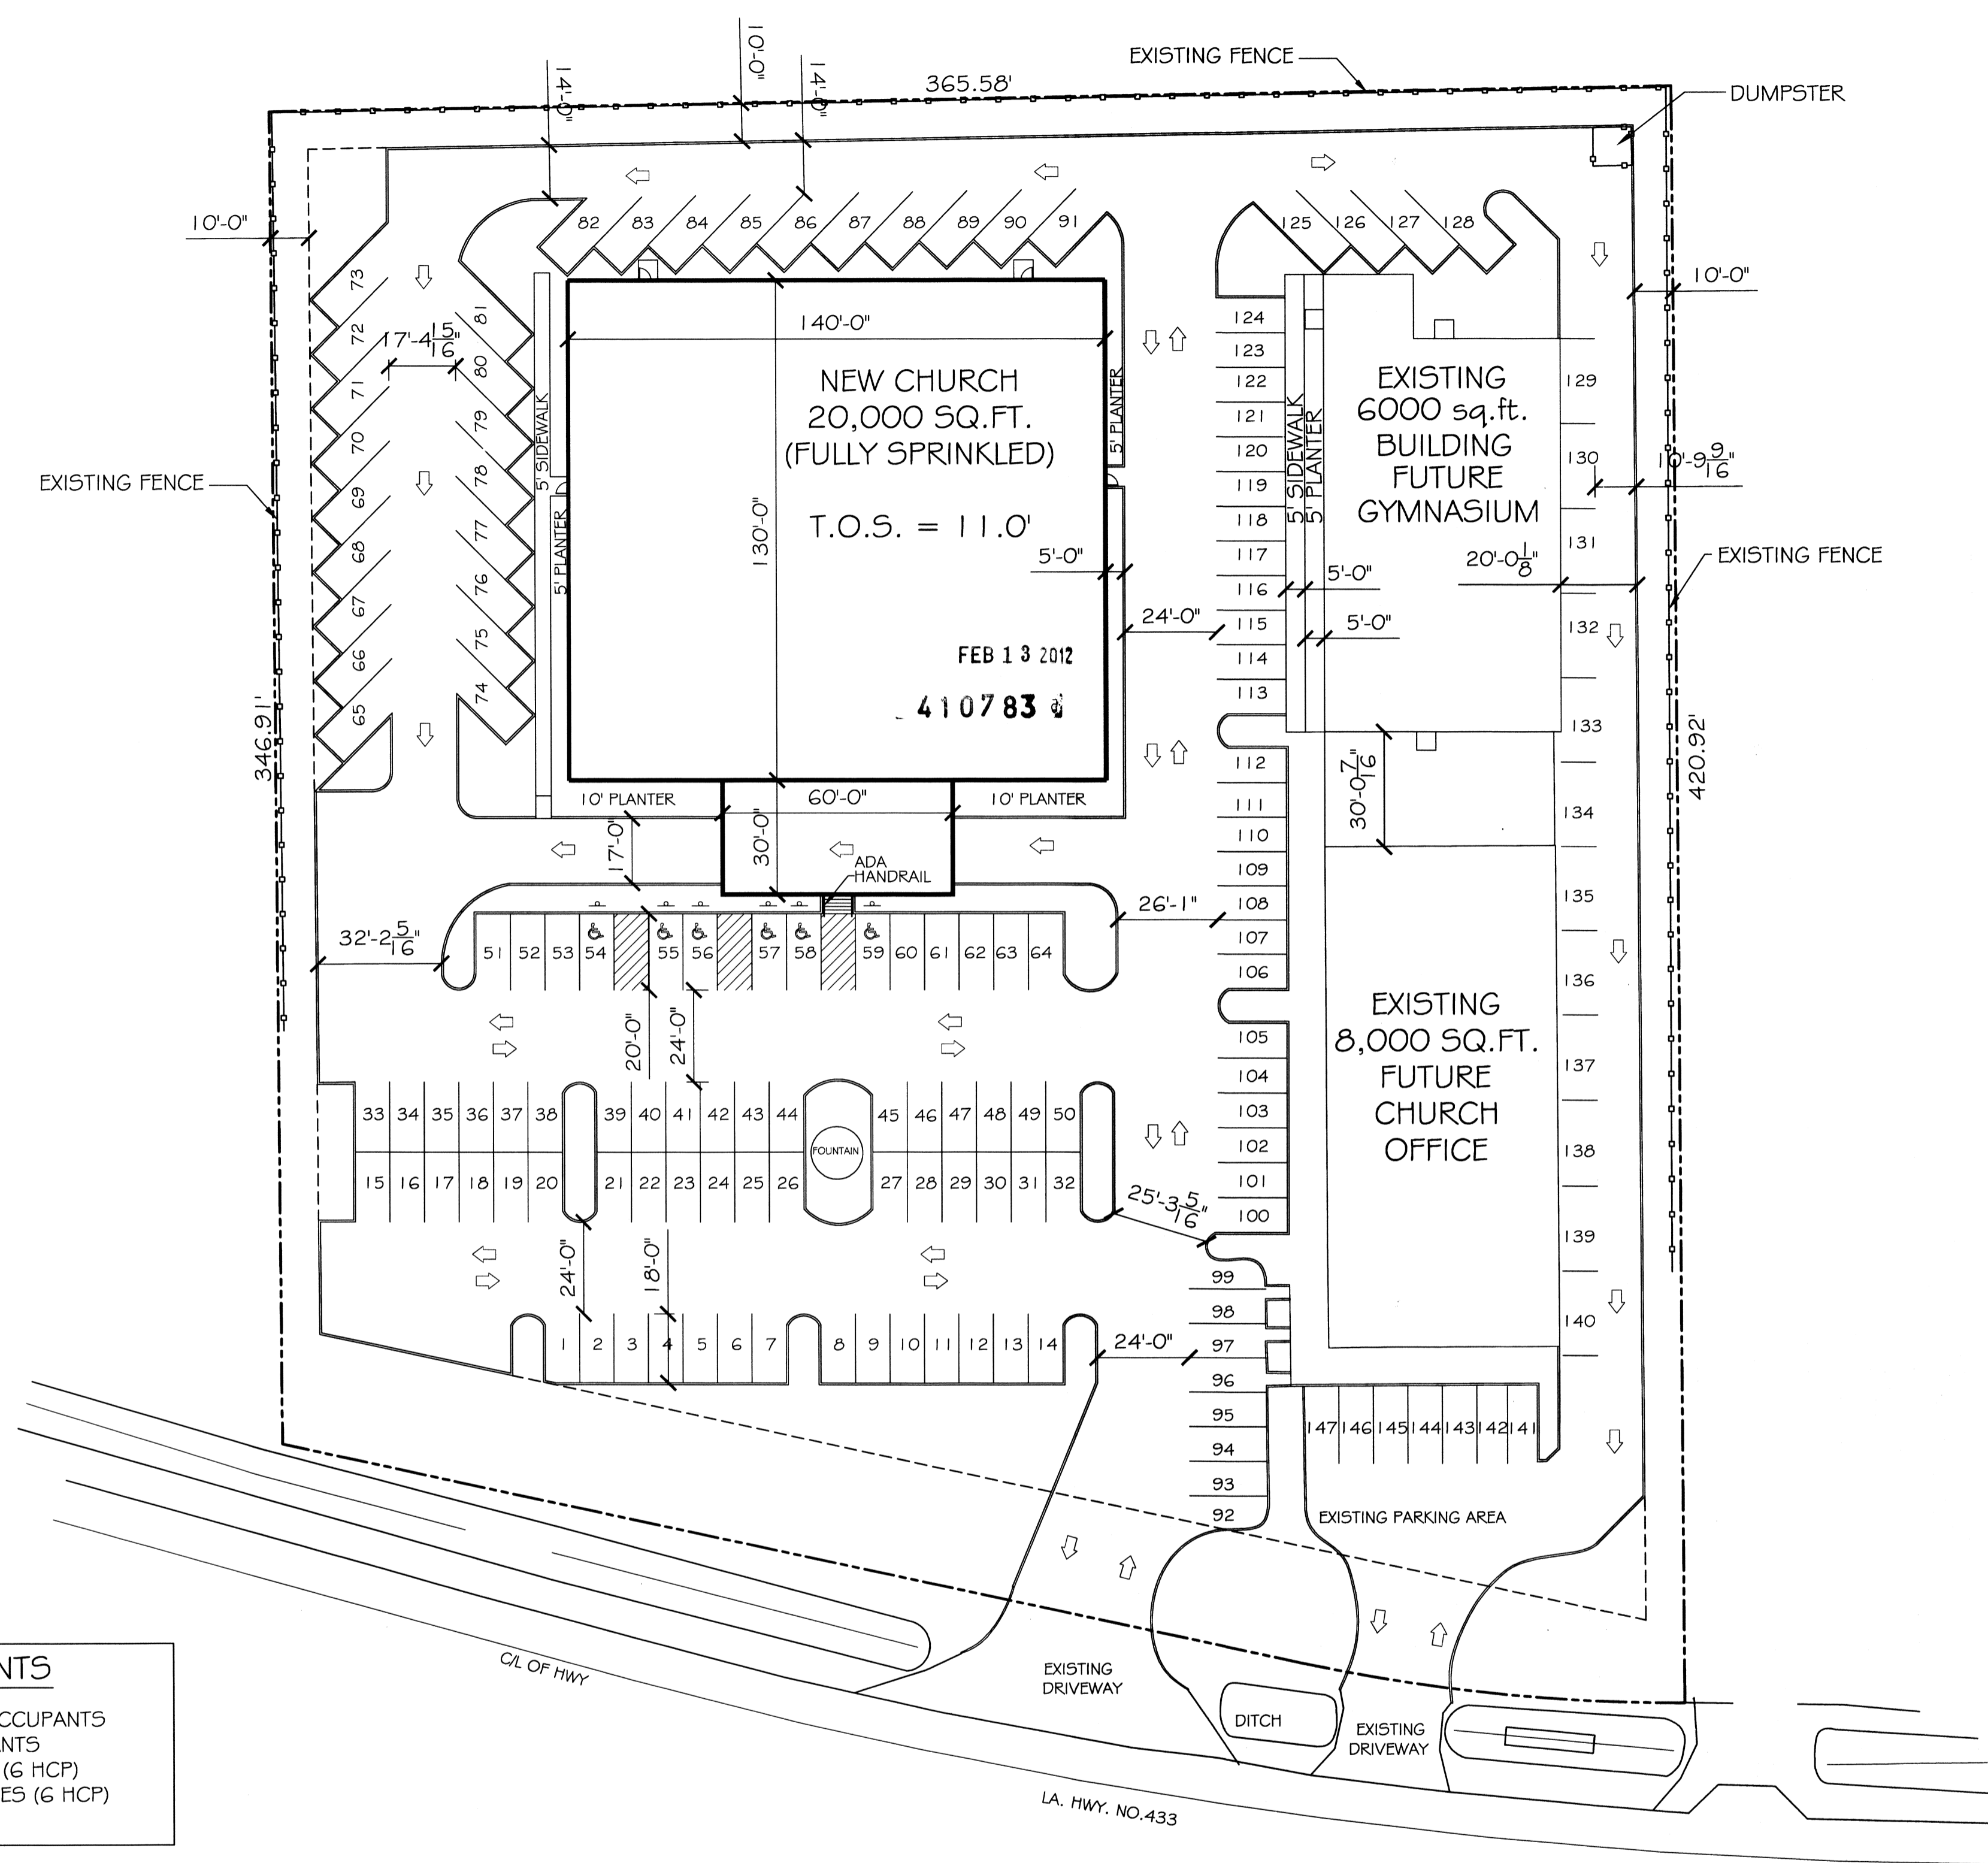 EXISTING FENCE
365.58'
DUMPSTER
10'-0"
14'-0"
14'-0"
10'-0"
10'-0"
82 83 84 85 86 87 88 89 90 91
125 126 127 128
73
72
71
70
69
68
67
66
65
17'-4 15/16"
81
80
79
78
77
76
75
74
EXISTING FENCE
346.91'
5' SIDEWALK
5' PLANTER
140'-0"
130'-0"
NEW CHURCH
20,000 SQ.FT.
(FULLY SPRINKLED)
T.O.S. = 11.0'
5'-0"
FEB 13 2012
410783
5' PLANTER
24'-0"
124
123
122
121
120
119
118
117
116
115
114
113
5' SIDEWALK
5' PLANTER
5'-0"
5'-0"
EXISTING
6000 sq.ft.
BUILDING
FUTURE
GYMNASIUM
20'-0 1/8"
129
130
131
132
133
134
135
136
137
138
139
140
EXISTING FENCE
420.92'
10' PLANTER
60'-0"
10' PLANTER
17'-0"
30'-0"
ADA
HANDRAIL
30'-0 7/16"
112
111
110
109
108
107
106
26'-1"
32'-2 5/16"
51 52 53 54 55 56 57 58 59 60 61 62 63 64
20'-0"
24'-0"
105
104
103
102
101
100
EXISTING
8,000 SQ.FT.
FUTURE
CHURCH
OFFICE
33 34 35 36 37 38 39 40 41 42 43 44 45 46 47 48 49 50
FOUNTAIN
15 16 17 18 19 20 21 22 23 24 25 26 27 28 29 30 31 32
25'-3 5/16"
24'-0"
18'-0"
1 2 3 4 5 6 7 8 9 10 11 12 13 14
24'-0"
99
98
97
96
95
94
93
92
147 146 145 144 143 142 141
EXISTING PARKING AREA
C/L OF HWY
EXISTING
DRIVEWAY
DITCH
EXISTING
DRIVEWAY
LA. HWY. NO.433
NTS
CCUPANTS
NTS
(6 HCP)
ES (6 HCP)